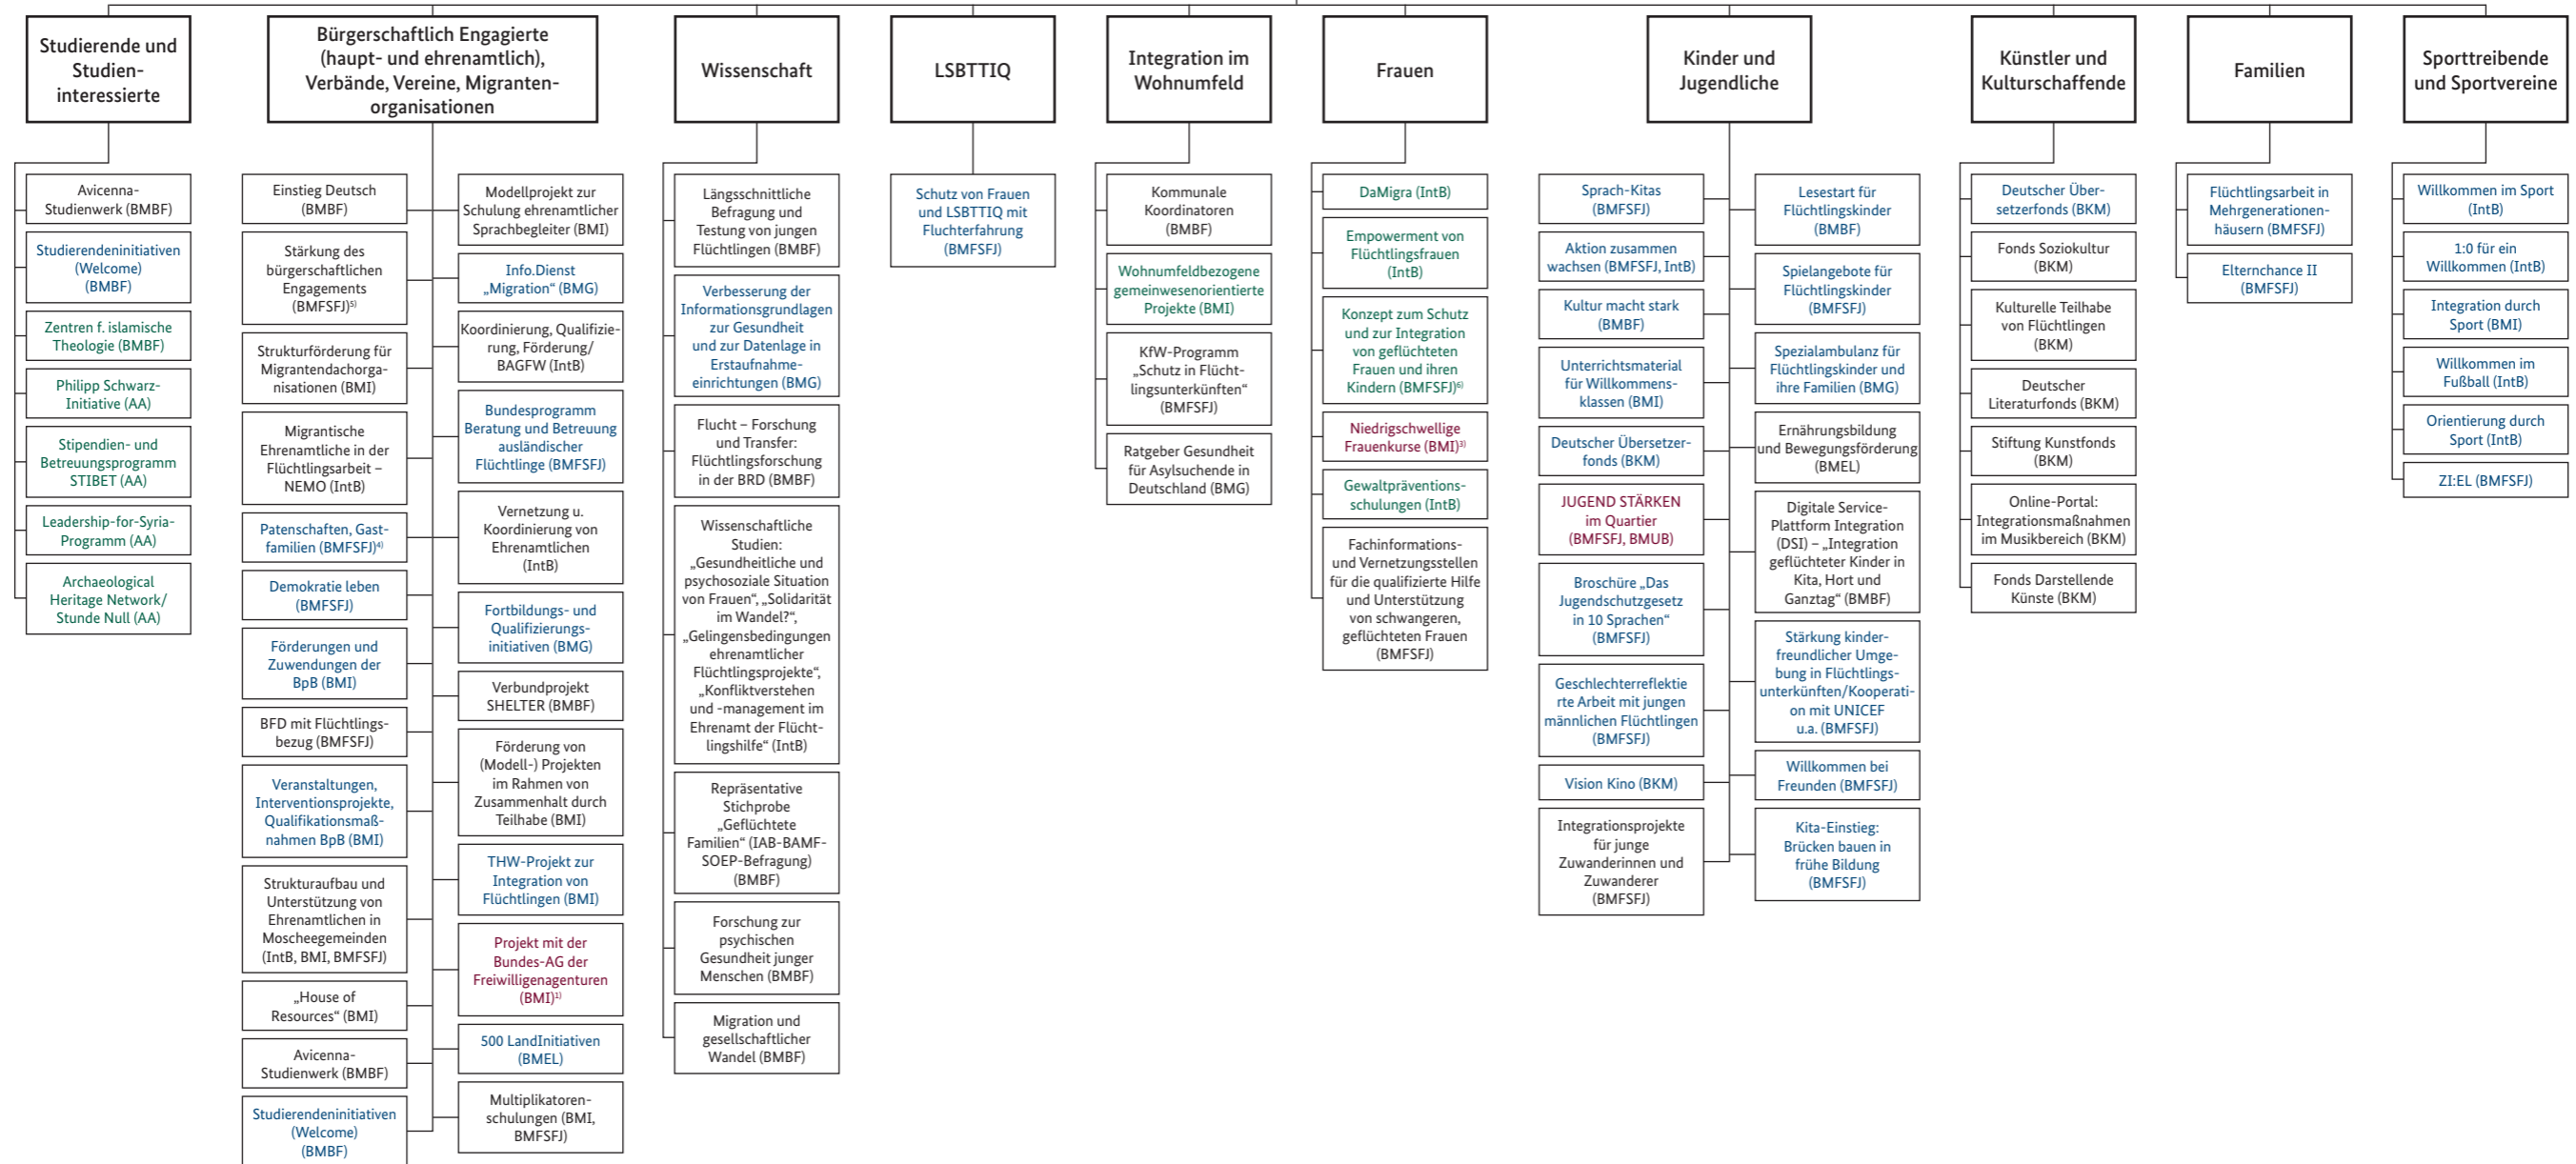 Studierende und
Studien-
interessierte
Avicenna-
Studienwerk (BMBF)
Studierendeninitiativen
(Welcome)
(BMBF)
Zentren f. islamische
Theologie (BMBF)
Philipp Schwarz-
Initiative (AA)
Stipendien- und
Betreuungsprogramm
STIBET (AA)
Leadership-for-Syria-
Programm (AA)
Archaeological
Heritage Network/
Stunde Null (AA)
Bürgerschaftlich Engagierte
(haupt- und ehrenamtlich),
Verbände, Vereine, Migranten-
organisationen
Einstieg Deutsch
(BMBF)
Stärkung des
bürgerschaftlichen
Engagements
(BMFSFJ)⁵⁾
Strukturförderung für
Migrantendachorga-
nisationen (BMI)
Migrantische
Ehrenamtliche in der
Flüchtlingsarbeit –
NEMO (IntB)
Patenschaften, Gast-
familien (BMFSFJ)⁴⁾
Demokratie leben
(BMFSFJ)
Förderungen und
Zuwendungen der
BpB (BMI)
BFD mit Flüchtlings-
bezug (BMFSFJ)
Veranstaltungen,
Interventionsprojekte,
Qualifikationsmaß-
nahmen BpB (BMI)
Strukturaufbau und
Unterstützung von
Ehrenamtlichen in
Moscheegemeinden
(IntB, BMI, BMFSFJ)
„House of
Resources“ (BMI)
Avicenna-
Studienwerk (BMBF)
Studierendeninitiativen
(Welcome)
(BMBF)
Modellprojekt zur
Schulung ehrenamtlicher
Sprachbegleiter (BMI)
Info.Dienst
„Migration“ (BMG)
Koordinierung, Qualifizie-
rung, Förderung/
BAGFW (IntB)
Bundesprogramm
Beratung und Betreuung
ausländischer
Flüchtlinge (BMFSFJ)
Vernetzung u.
Koordinierung von
Ehrenamtlichen
(IntB)
Fortbildungs- und
Qualifizierungs-
initiativen (BMG)
Verbundprojekt
SHELTER (BMBF)
Förderung von
(Modell-) Projekten
im Rahmen von
Zusammenhalt durch
Teilhabe (BMI)
THW-Projekt zur
Integration von
Flüchtlingen (BMI)
Projekt mit der
Bundes-AG der
Freiwilligenagenturen
(BMI)¹⁾
500 LandInitiativen
(BMEL)
Multiplikatoren-
schulungen (BMI,
BMFSFJ)
Wissenschaft
Längsschnittliche
Befragung und
Testung von jungen
Flüchtlingen (BMBF)
Verbesserung der
Informationsgrundlagen
zur Gesundheit
und zur Datenlage in
Erstaufnahme-
einrichtungen (BMG)
Flucht – Forschung
und Transfer:
Flüchtlingsforschung
in der BRD (BMBF)
Wissenschaftliche
Studien:
„Gesundheitliche und
psychosoziale Situation
von Frauen“, „Solidarität
im Wandel?“,
„Gelingensbedingungen
ehrenamtlicher
Flüchtlingsprojekte“,
„Konfliktverstehen
und -management im
Ehrenamt der Flücht-
lingshilfe“ (IntB)
Repräsentative
Stichprobe
„Geflüchtete
Familien“ (IAB-BAMF-
SOEP-Befragung)
(BMBF)
Forschung zur
psychischen
Gesundheit junger
Menschen (BMBF)
Migration und
gesellschaftlicher
Wandel (BMBF)
LSBTTIQ
Schutz von Frauen
und LSBTTIQ mit
Fluchterfahrung
(BMFSFJ)
Integration im
Wohnumfeld
Kommunale
Koordinatoren
(BMBF)
Wohnumfeldbezogene
gemeinwesenorientierte
Projekte (BMI)
KfW-Programm
„Schutz in Flücht-
lingsunterkünften“
(BMFSFJ)
Ratgeber Gesundheit
für Asylsuchende in
Deutschland (BMG)
Frauen
DaMigra (IntB)
Empowerment von
Flüchtlingsfrauen
(IntB)
Konzept zum Schutz
und zur Integration
von geflüchteten
Frauen und ihren
Kindern (BMFSFJ)⁶⁾
Niedrigschwellige
Frauenkurse (BMI)³⁾
Gewaltpräventions-
schulungen (IntB)
Fachinformations-
und Vernetzungsstellen
für die qualifizierte Hilfe
und Unterstützung
von schwangeren,
geflüchteten Frauen
(BMFSFJ)
Kinder und
Jugendliche
Sprach-Kitas
(BMFSFJ)
Aktion zusammen
wachsen (BMFSFJ, IntB)
Kultur macht stark
(BMBF)
Unterrichtsmaterial
für Willkommens-
klassen (BMI)
Deutscher Übersetzer-
fonds (BKM)
JUGEND STÄRKEN
im Quartier
(BMFSFJ, BMUB)
Broschüre „Das
Jugendschutzgesetz
in 10 Sprachen“
(BMFSFJ)
Geschlechterreflektie
rte Arbeit mit jungen
männlichen Flüchtlingen
(BMFSFJ)
Vision Kino (BKM)
Integrationsprojekte
für junge
Zuwanderinnen und
Zuwanderer
(BMFSFJ)
Lesestart für
Flüchtlingskinder
(BMBF)
Spielangebote für
Flüchtlingskinder
(BMFSFJ)
Spezialambulanz für
Flüchtlingskinder und
ihre Familien (BMG)
Ernährungsbildung
und Bewegungsförderung
(BMEL)
Digitale Service-
Plattform Integration
(DSI) – „Integration
geflüchteter Kinder in
Kita, Hort und
Ganztag“ (BMBF)
Stärkung kinder-
freundlicher Umge-
bung in Flüchtlings-
unterkünften/Kooperati-
on mit UNICEF
u.a. (BMFSFJ)
Willkommen bei
Freunden (BMFSFJ)
Kita-Einstieg:
Brücken bauen in
frühe Bildung
(BMFSFJ)
Künstler und
Kulturschaffende
Deutscher Über-
setzerfonds (BKM)
Fonds Soziokultur
(BKM)
Kulturelle Teilhabe
von Flüchtlingen
(BKM)
Deutscher
Literaturfonds (BKM)
Stiftung Kunstfonds
(BKM)
Online-Portal:
Integrationsmaßnahmen
im Musikbereich (BKM)
Fonds Darstellende
Künste (BKM)
Familien
Flüchtlingsarbeit in
Mehrgenerationen-
häusern (BMFSFJ)
Elternchance II
(BMFSFJ)
Sporttreibende
und Sportvereine
Willkommen im Sport
(IntB)
1:0 für ein
Willkommen (IntB)
Integration durch
Sport (BMI)
Willkommen im
Fußball (IntB)
Orientierung durch
Sport (IntB)
ZI:EL (BMFSFJ)